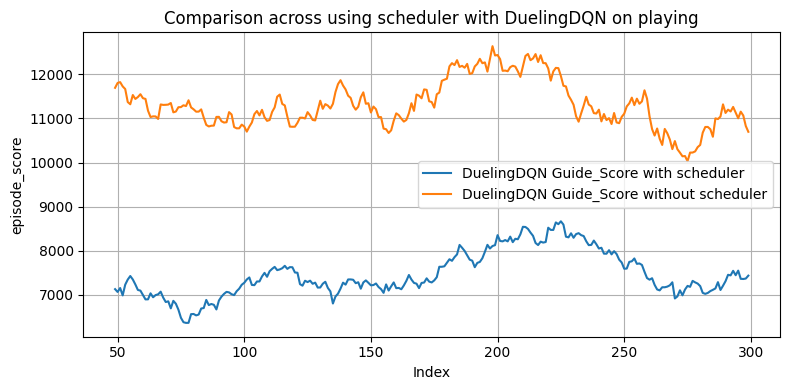 Comparison across using scheduler with DuelingDQN on playing
episode_score
12000
11000
10000
9000
8000
7000
DuelingDQN Guide_Score with scheduler
DuelingDQN Guide_Score without scheduler
50
100
150
200
250
300
Index